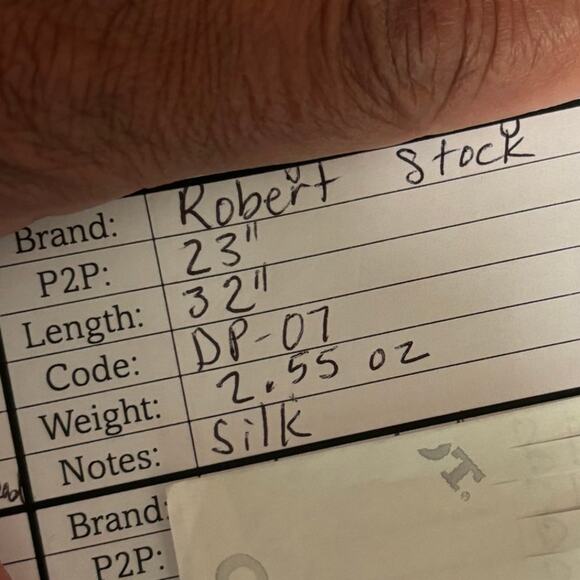 Brand: Robert Stock
P2P: 23"
Length: 32"
Code: DP-07
Weight: 2.55 oz
Notes: Silk
Brand:
P2P: